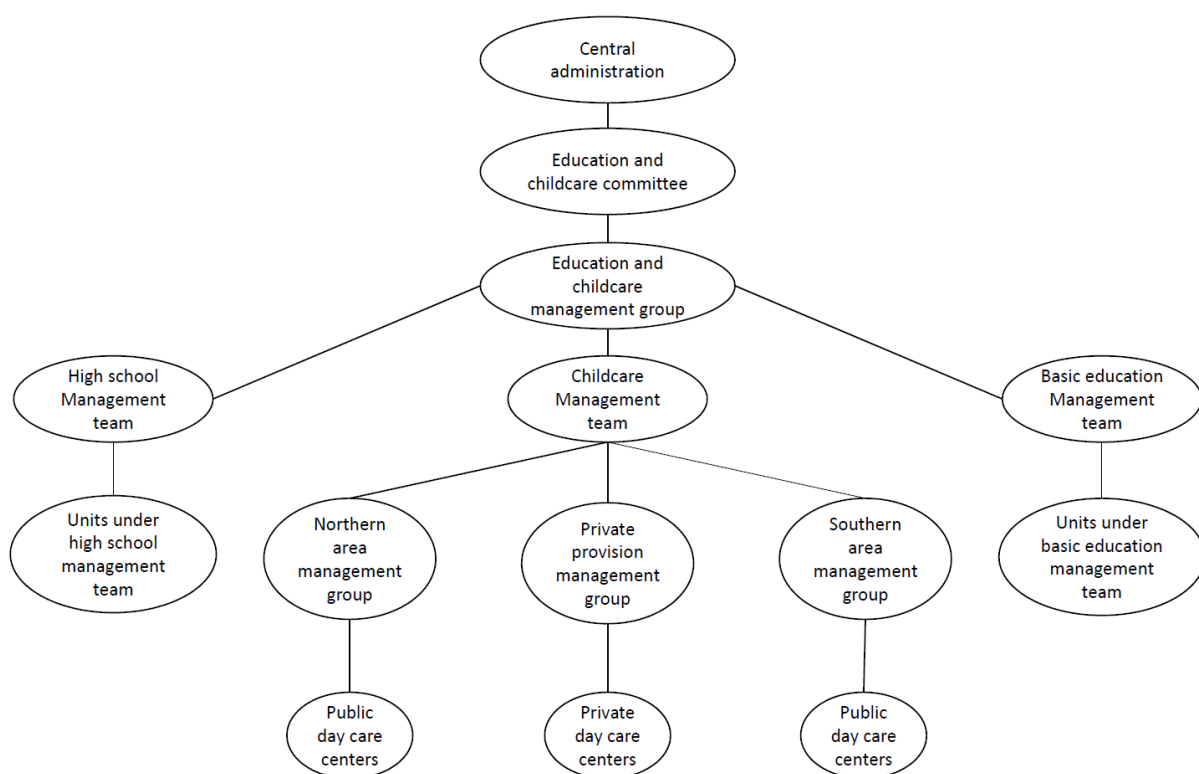 Central
administration
Education and
childcare committee
Education and
childcare
management group
High school
Management
team
Childcare
Management
team
Basic education
Management
team
Units under
high school
management
team
Northern
area
management
group
Private
provision
management
group
Southern
area
management
group
Units under
basic education
management
team
Public
day care
centers
Private
day care
centers
Public
day care
centers